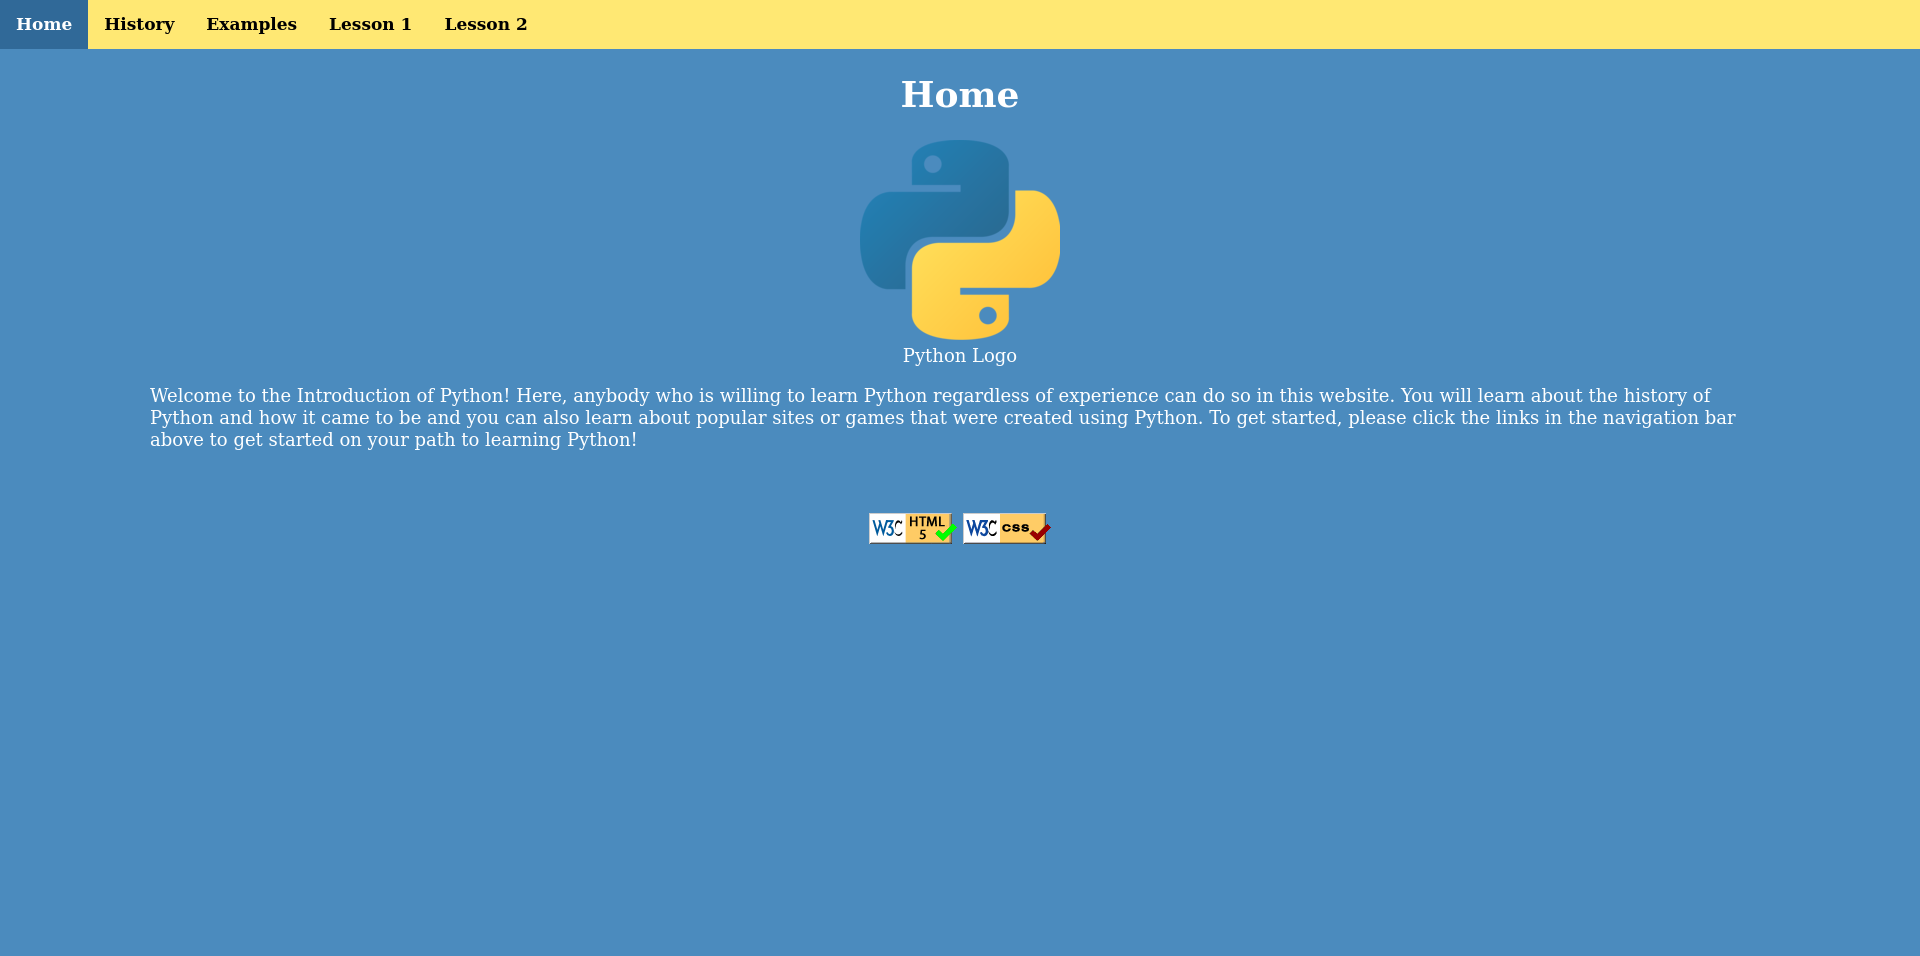 Home History Examples Lesson 1 Lesson 2
Home
Python Logo
Welcome to the Introduction of Python! Here, anybody who is willing to learn Python regardless of experience can do so in this website. You will learn about the history of
Python and how it came to be and you can also learn about popular sites or games that were created using Python. To get started, please click the links in the navigation bar
above to get started on your path to learning Python!
W3C HTML 5 W3C css